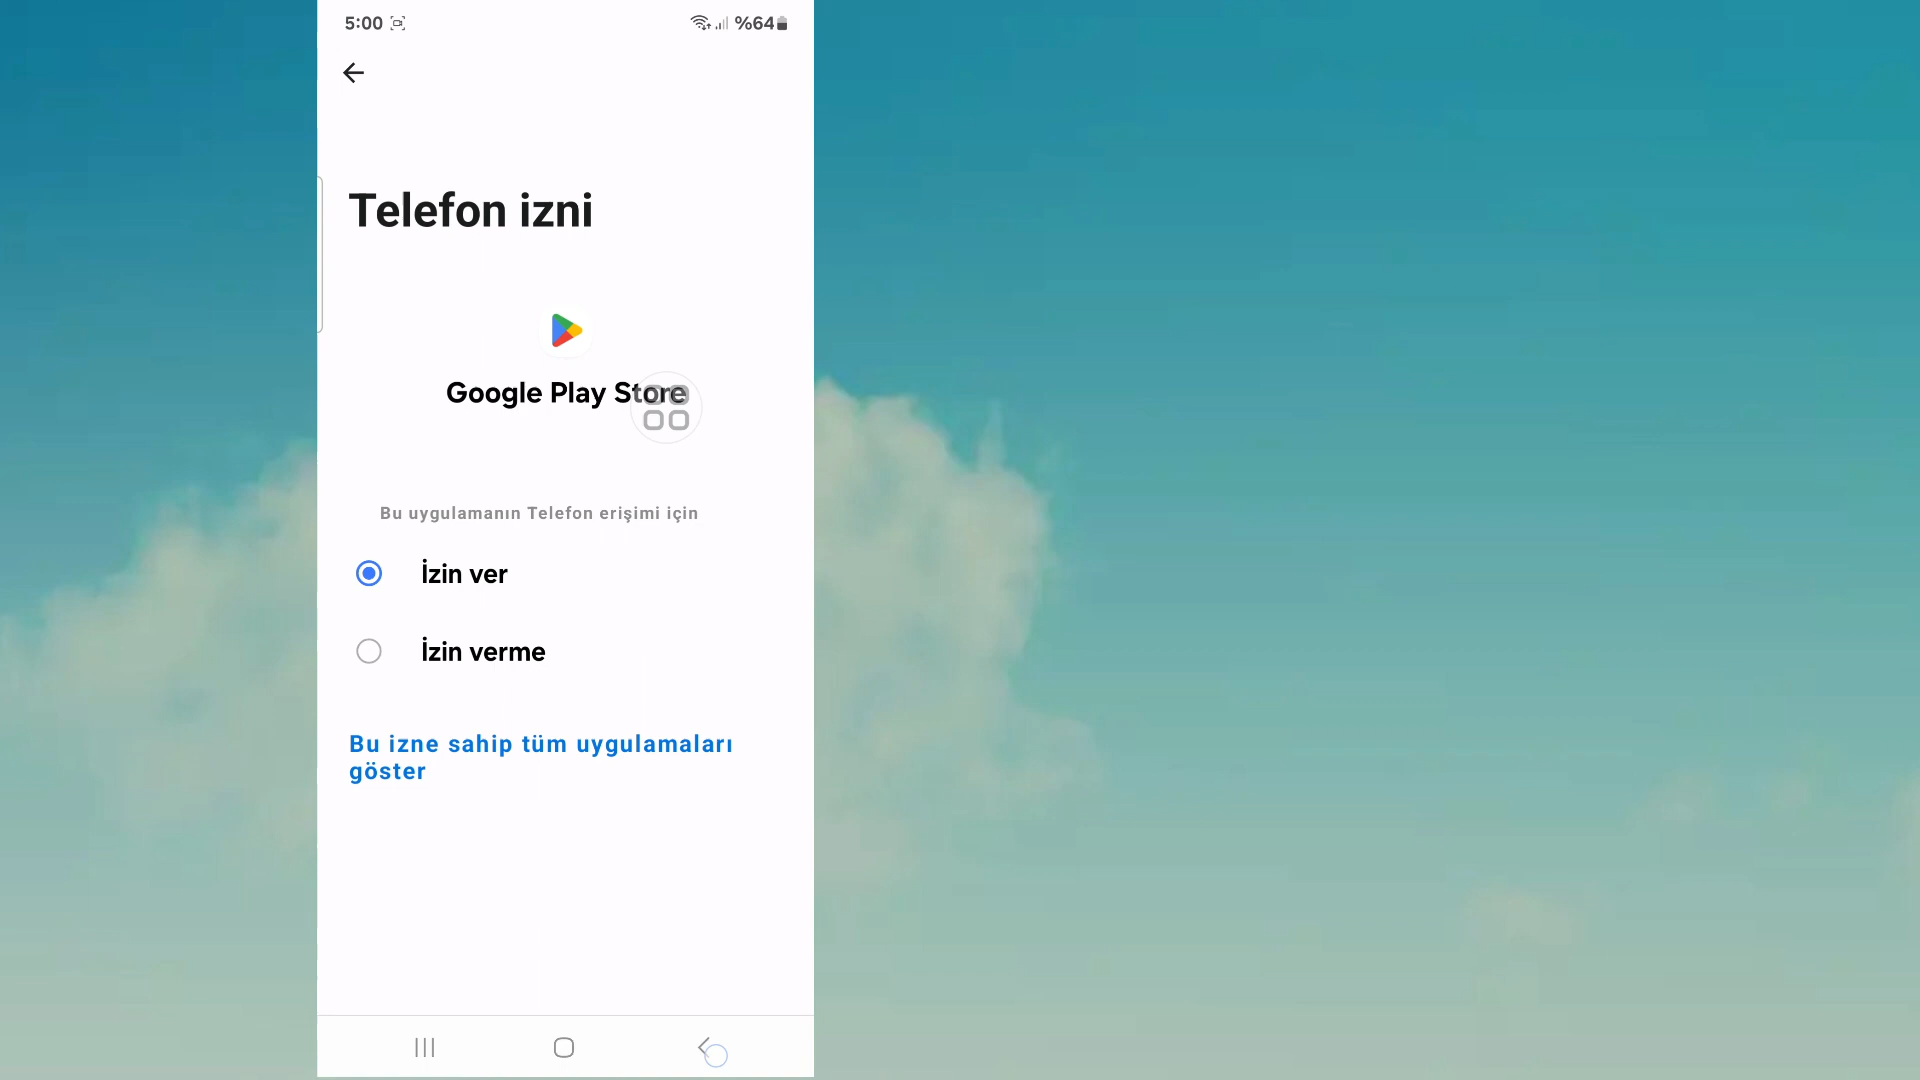 5:00 %64
Telefon izni
Google Play Store
Bu uygulamanın Telefon erişimi için
İzin ver
İzin verme
Bu izne sahip tüm uygulamaları
göster